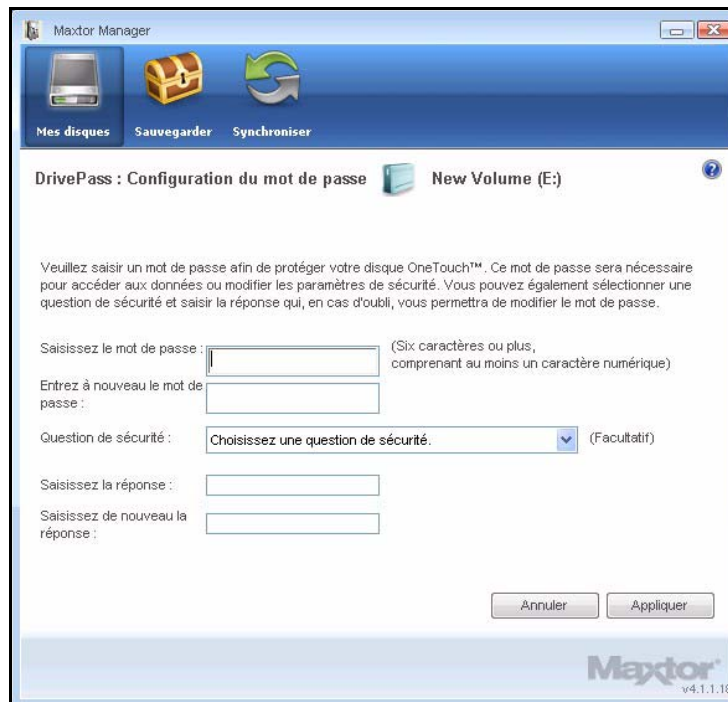 Maxtor Manager
Mes disques Sauvegarder Synchroniser
DrivePass : Configuration du mot de passe New Volume (E:)
Veuillez saisir un mot de passe afin de protéger votre disque OneTouch™. Ce mot de passe sera nécessaire
pour accéder aux données ou modifier les paramètres de sécurité. Vous pouvez également sélectionner une
question de sécurité et saisir la réponse qui, en cas d'oubli, vous permettra de modifier le mot de passe.
Saisissez le mot de passe :
(Six caractères ou plus,
comprenant au moins un caractère numérique)
Entrez à nouveau le mot de
passe :
Question de sécurité : Choisissez une question de sécurité. (Facultatif)
Saisissez la réponse :
Saisissez de nouveau la
réponse :
Annuler Appliquer
Maxtor
v4.1.1.18